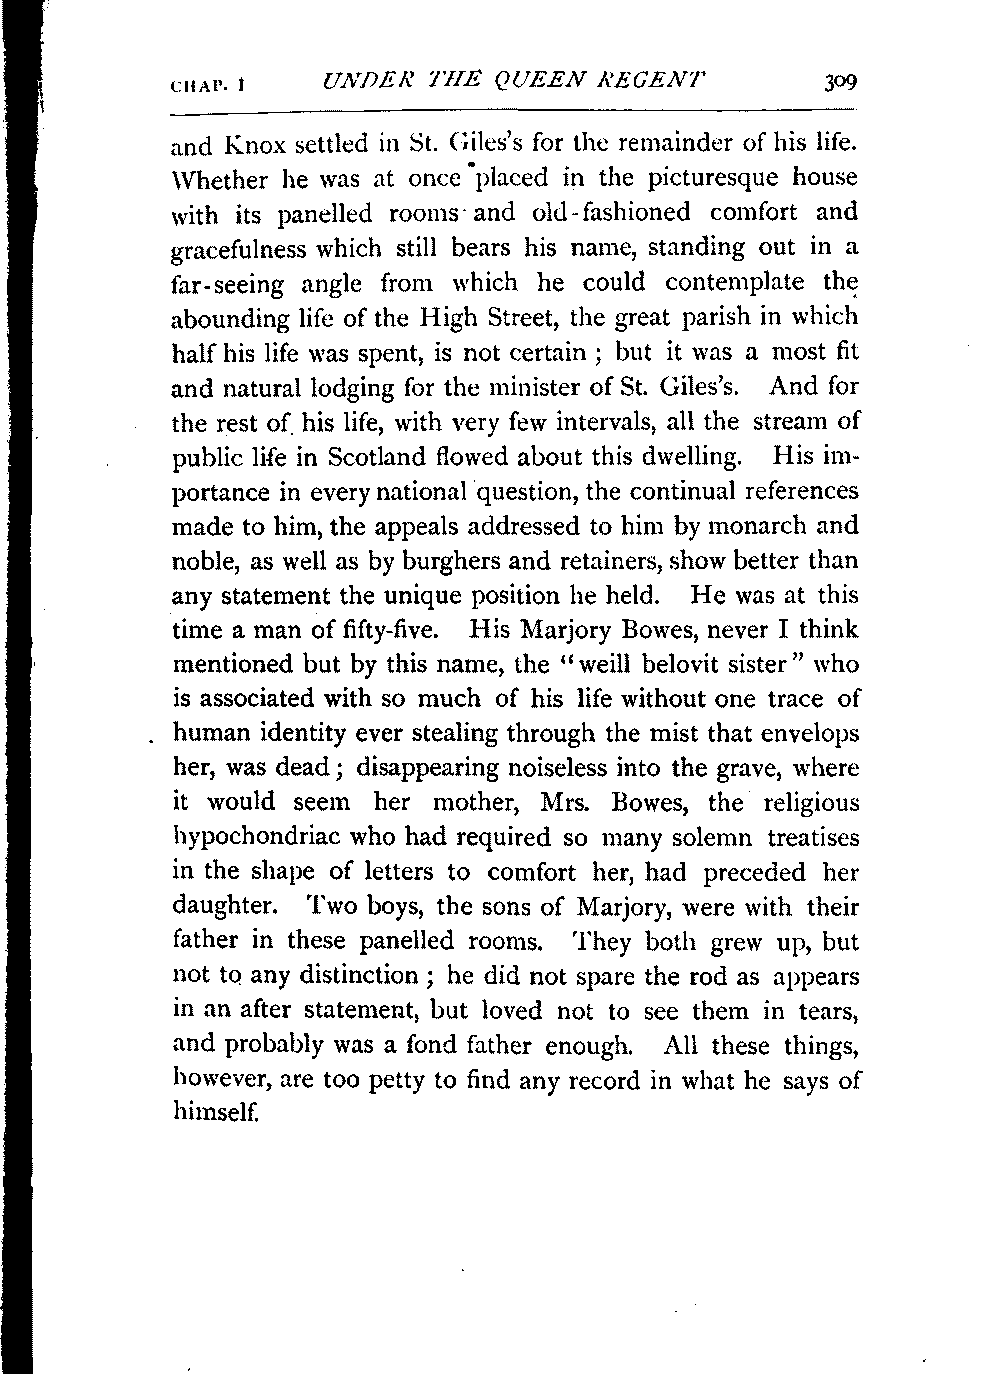 CHAP. I UNDER THE QUEEN REGENT 309
and Knox settled in St. Giles's for the remainder of his life.
Whether he was at once placed in the picturesque house
with its panelled rooms and old-fashioned comfort and
gracefulness which still bears his name, standing out in a
far-seeing angle from which he could contemplate the
abounding life of the High Street, the great parish in which
half his life was spent, is not certain ; but it was a most fit
and natural lodging for the minister of St. Giles's. And for
the rest of his life, with very few intervals, all the stream of
public life in Scotland flowed about this dwelling. His im-
portance in every national question, the continual references
made to him, the appeals addressed to him by monarch and
noble, as well as by burghers and retainers, show better than
any statement the unique position he held. He was at this
time a man of fifty-five. His Marjory Bowes, never I think
mentioned but by this name, the "weill belovit sister" who
is associated with so much of his life without one trace of
human identity ever stealing through the mist that envelops
her, was dead ; disappearing noiseless into the grave, where
it would seem her mother, Mrs. Bowes, the religious
hypochondriac who had required so many solemn treatises
in the shape of letters to comfort her, had preceded her
daughter. Two boys, the sons of Marjory, were with their
father in these panelled rooms. They both grew up, but
not to any distinction ; he did not spare the rod as appears
in an after statement, but loved not to see them in tears,
and probably was a fond father enough. All these things,
however, are too petty to find any record in what he says of
himself.